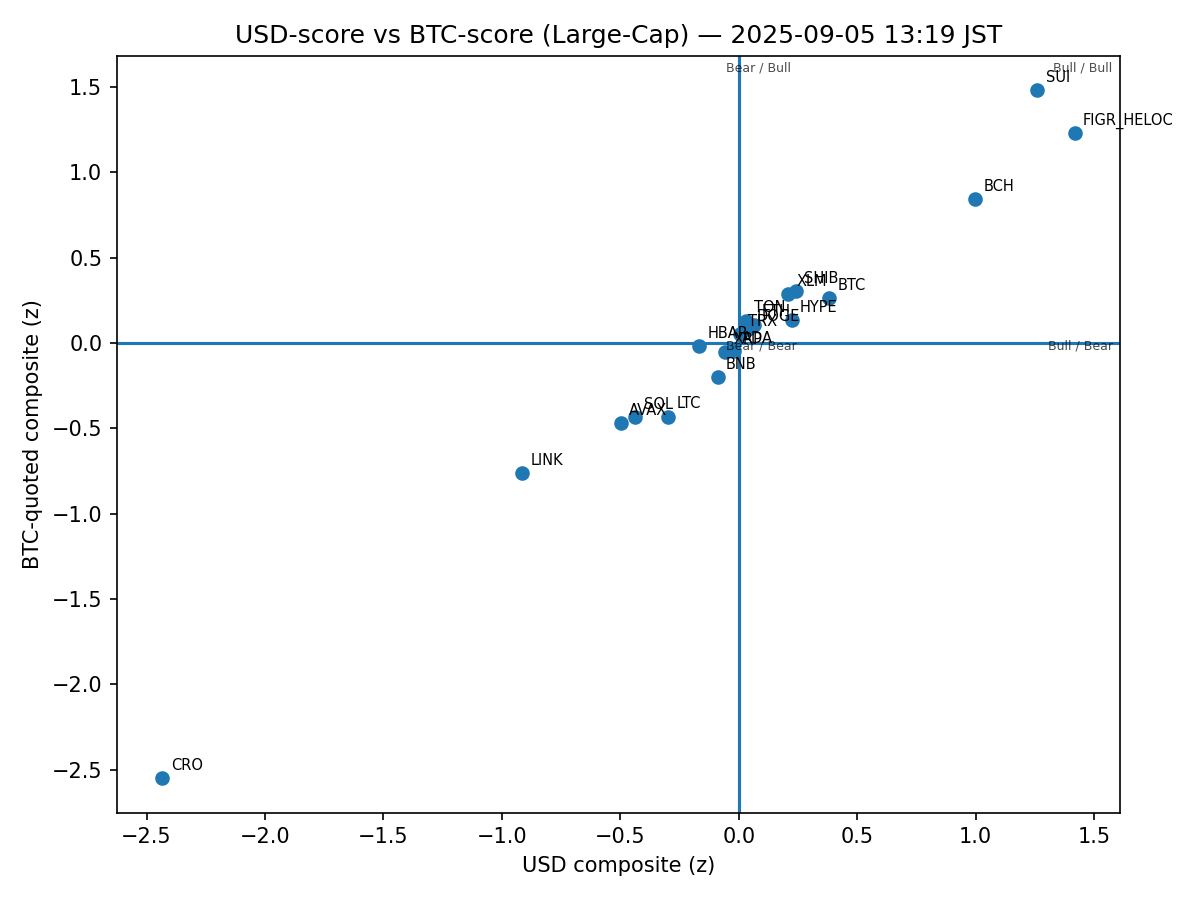 USD-score vs BTC-score (Large-Cap) — 2025-09-05 13:19 JST
Bear / Bull
Bull / Bull
SUI
FIGR_HELOC
BCH
SHIB
XLM
BTC
HYPE
TON
ETH
DOGE
TRX
HBAR
XRP
ADA
Bear / Bear
Bull / Bear
BNB
SOL
LTC
AVAX
LINK
CRO
1.5
1.0
0.5
0.0
−0.5
−1.0
−1.5
−2.0
−2.5
BTC-quoted composite (z)
−2.5
−2.0
−1.5
−1.0
−0.5
0.0
0.5
1.0
1.5
USD composite (z)